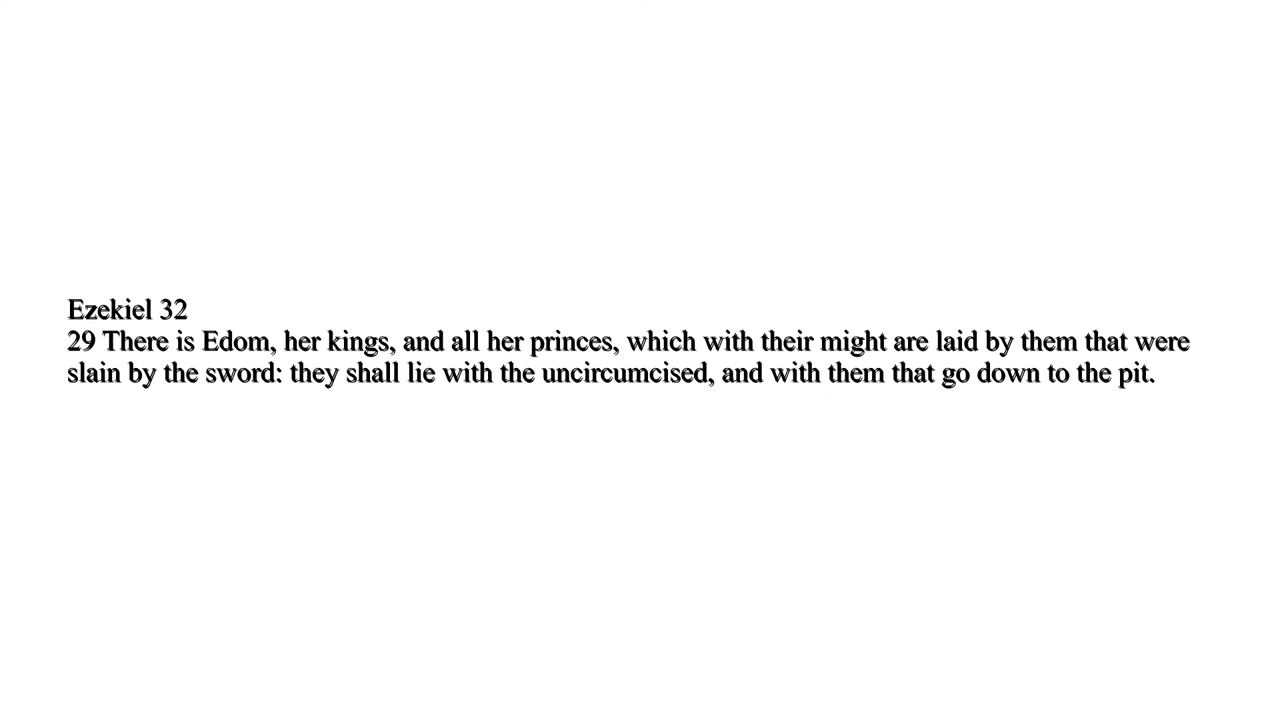 Ezekiel 32
29 There is Edom, her kings, and all her princes, which with their might are laid by them that were
slain by the sword: they shall lie with the uncircumcised, and with them that go down to the pit.